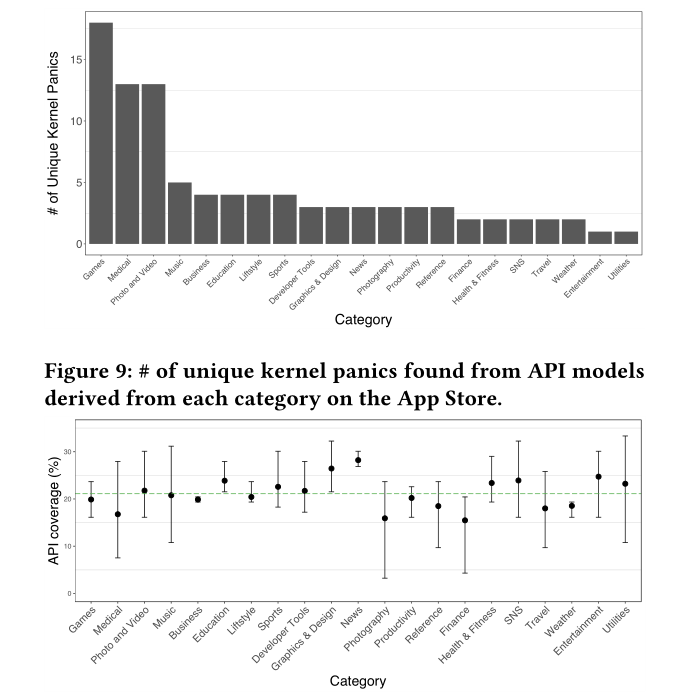 # of Unique Kernel Panics
15
10
5
0
Games
Medical
Photo and Video
Music
Business
Education
Liftstyle
Sports
Developer Tools
Graphics & Design
News
Photography
Productivity
Reference
Finance
Health & Fitness
SNS
Travel
Weather
Entertainment
Utilities
Category
Figure 9: # of unique kernel panics found from API models
derived from each category on the App Store.
API coverage (%)
30
20
10
0
Games
Medical
Photo and Video
Music
Business
Education
Liftstyle
Sports
Developer Tools
Graphics & Design
News
Photography
Productivity
Reference
Finance
Health & Fitness
SNS
Travel
Weather
Entertainment
Utilities
Category